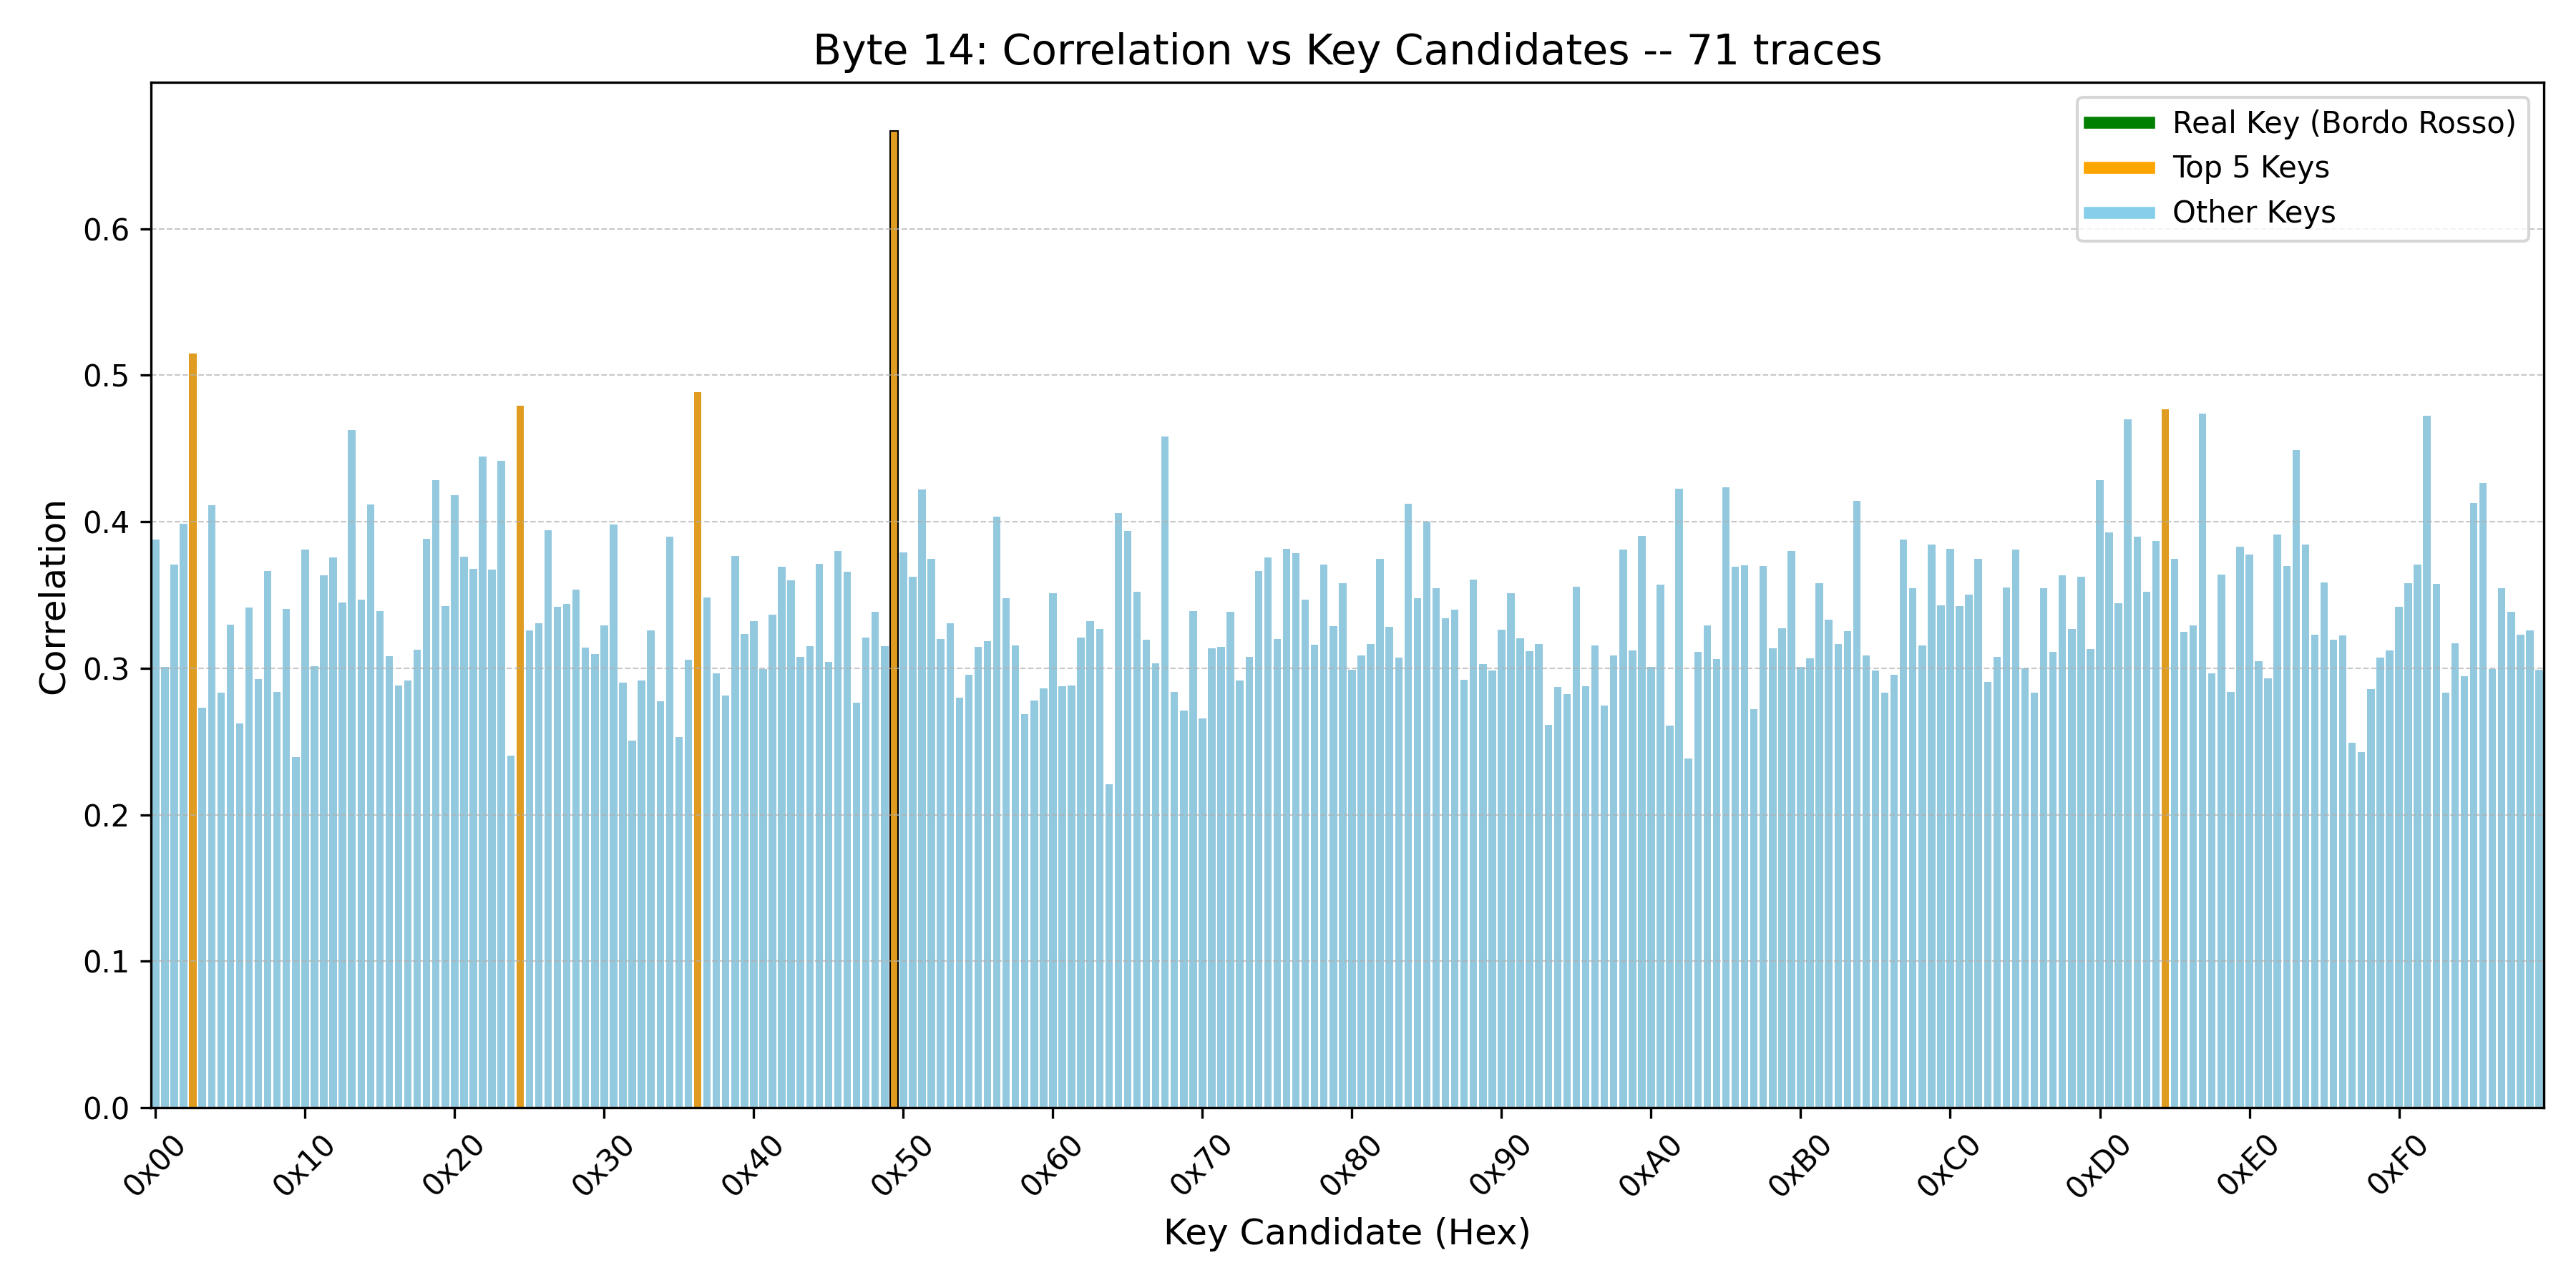 Byte 14: Correlation vs Key Candidates -- 71 traces
Real Key (Bordo Rosso)
Top 5 Keys
Other Keys
Correlation
0.6
0.5
0.4
0.3
0.2
0.1
0.0
0x00 0x10 0x20 0x30 0x40 0x50 0x60 0x70 0x80 0x90 0xA0 0xB0 0xC0 0xD0 0xE0 0xF0
Key Candidate (Hex)